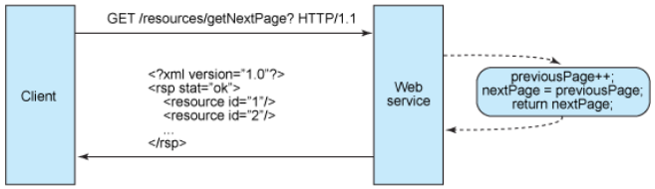 GET /resources/getNextPage? HTTP/1.1
Client
<?xml version="1.0"?>
<rsp stat="ok">
<resource id="1"/>
<resource id="2"/>
...
</rsp>
Web
service
previousPage++;
nextPage = previousPage;
return nextPage;